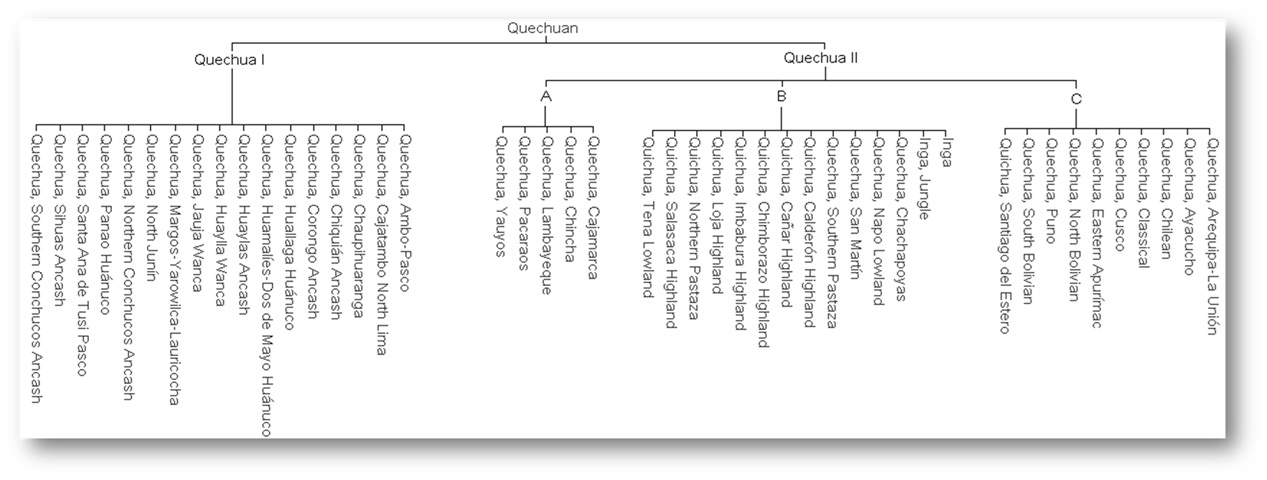 Quechuan
Quechua I
Quechua II
A
B
C
Quechua, Southern Conchucos Ancash
Quechua, Sihuas Ancash
Quechua, Santa Ana de Tusi Pasco
Quechua, Panao Huánuco
Quechua, Northern Conchucos Ancash
Quechua, North Junín
Quechua, Margos-Yarowilca-Lauricocha
Quechua, Jauja Wanca
Quechua, Huaylla Wanca
Quechua, Huaylas Ancash
Quechua, Huamalíes-Dos de Mayo Huánuco
Quechua, Huallaga Huánuco
Quechua, Corongo Ancash
Quechua, Chiquián Ancash
Quechua, Chaupihuaranga
Quechua, Cajatambo North Lima
Quechua, Ambo-Pasco
Quechua, Yauyos
Quechua, Pacaraos
Quechua, Lambayeque
Quechua, Chincha
Quechua, Cajamarca
Quichua, Tena Lowland
Quichua, Salasaca Highland
Quichua, Northern Pastaza
Quichua, Loja Highland
Quichua, Imbabura Highland
Quichua, Chimborazo Highland
Quichua, Cañar Highland
Quichua, Calderón Highland
Quechua, Southern Pastaza
Quechua, San Martín
Quechua, Napo Lowland
Quechua, Chachapoyas
Inga, Jungle
Inga
Quichua, Santiago del Estero
Quechua, South Bolivian
Quechua, Puno
Quechua, North Bolivian
Quechua, Eastern Apurímac
Quechua, Cusco
Quechua, Classical
Quechua, Chilean
Quechua, Ayacucho
Quechua, Arequipa-La Unión